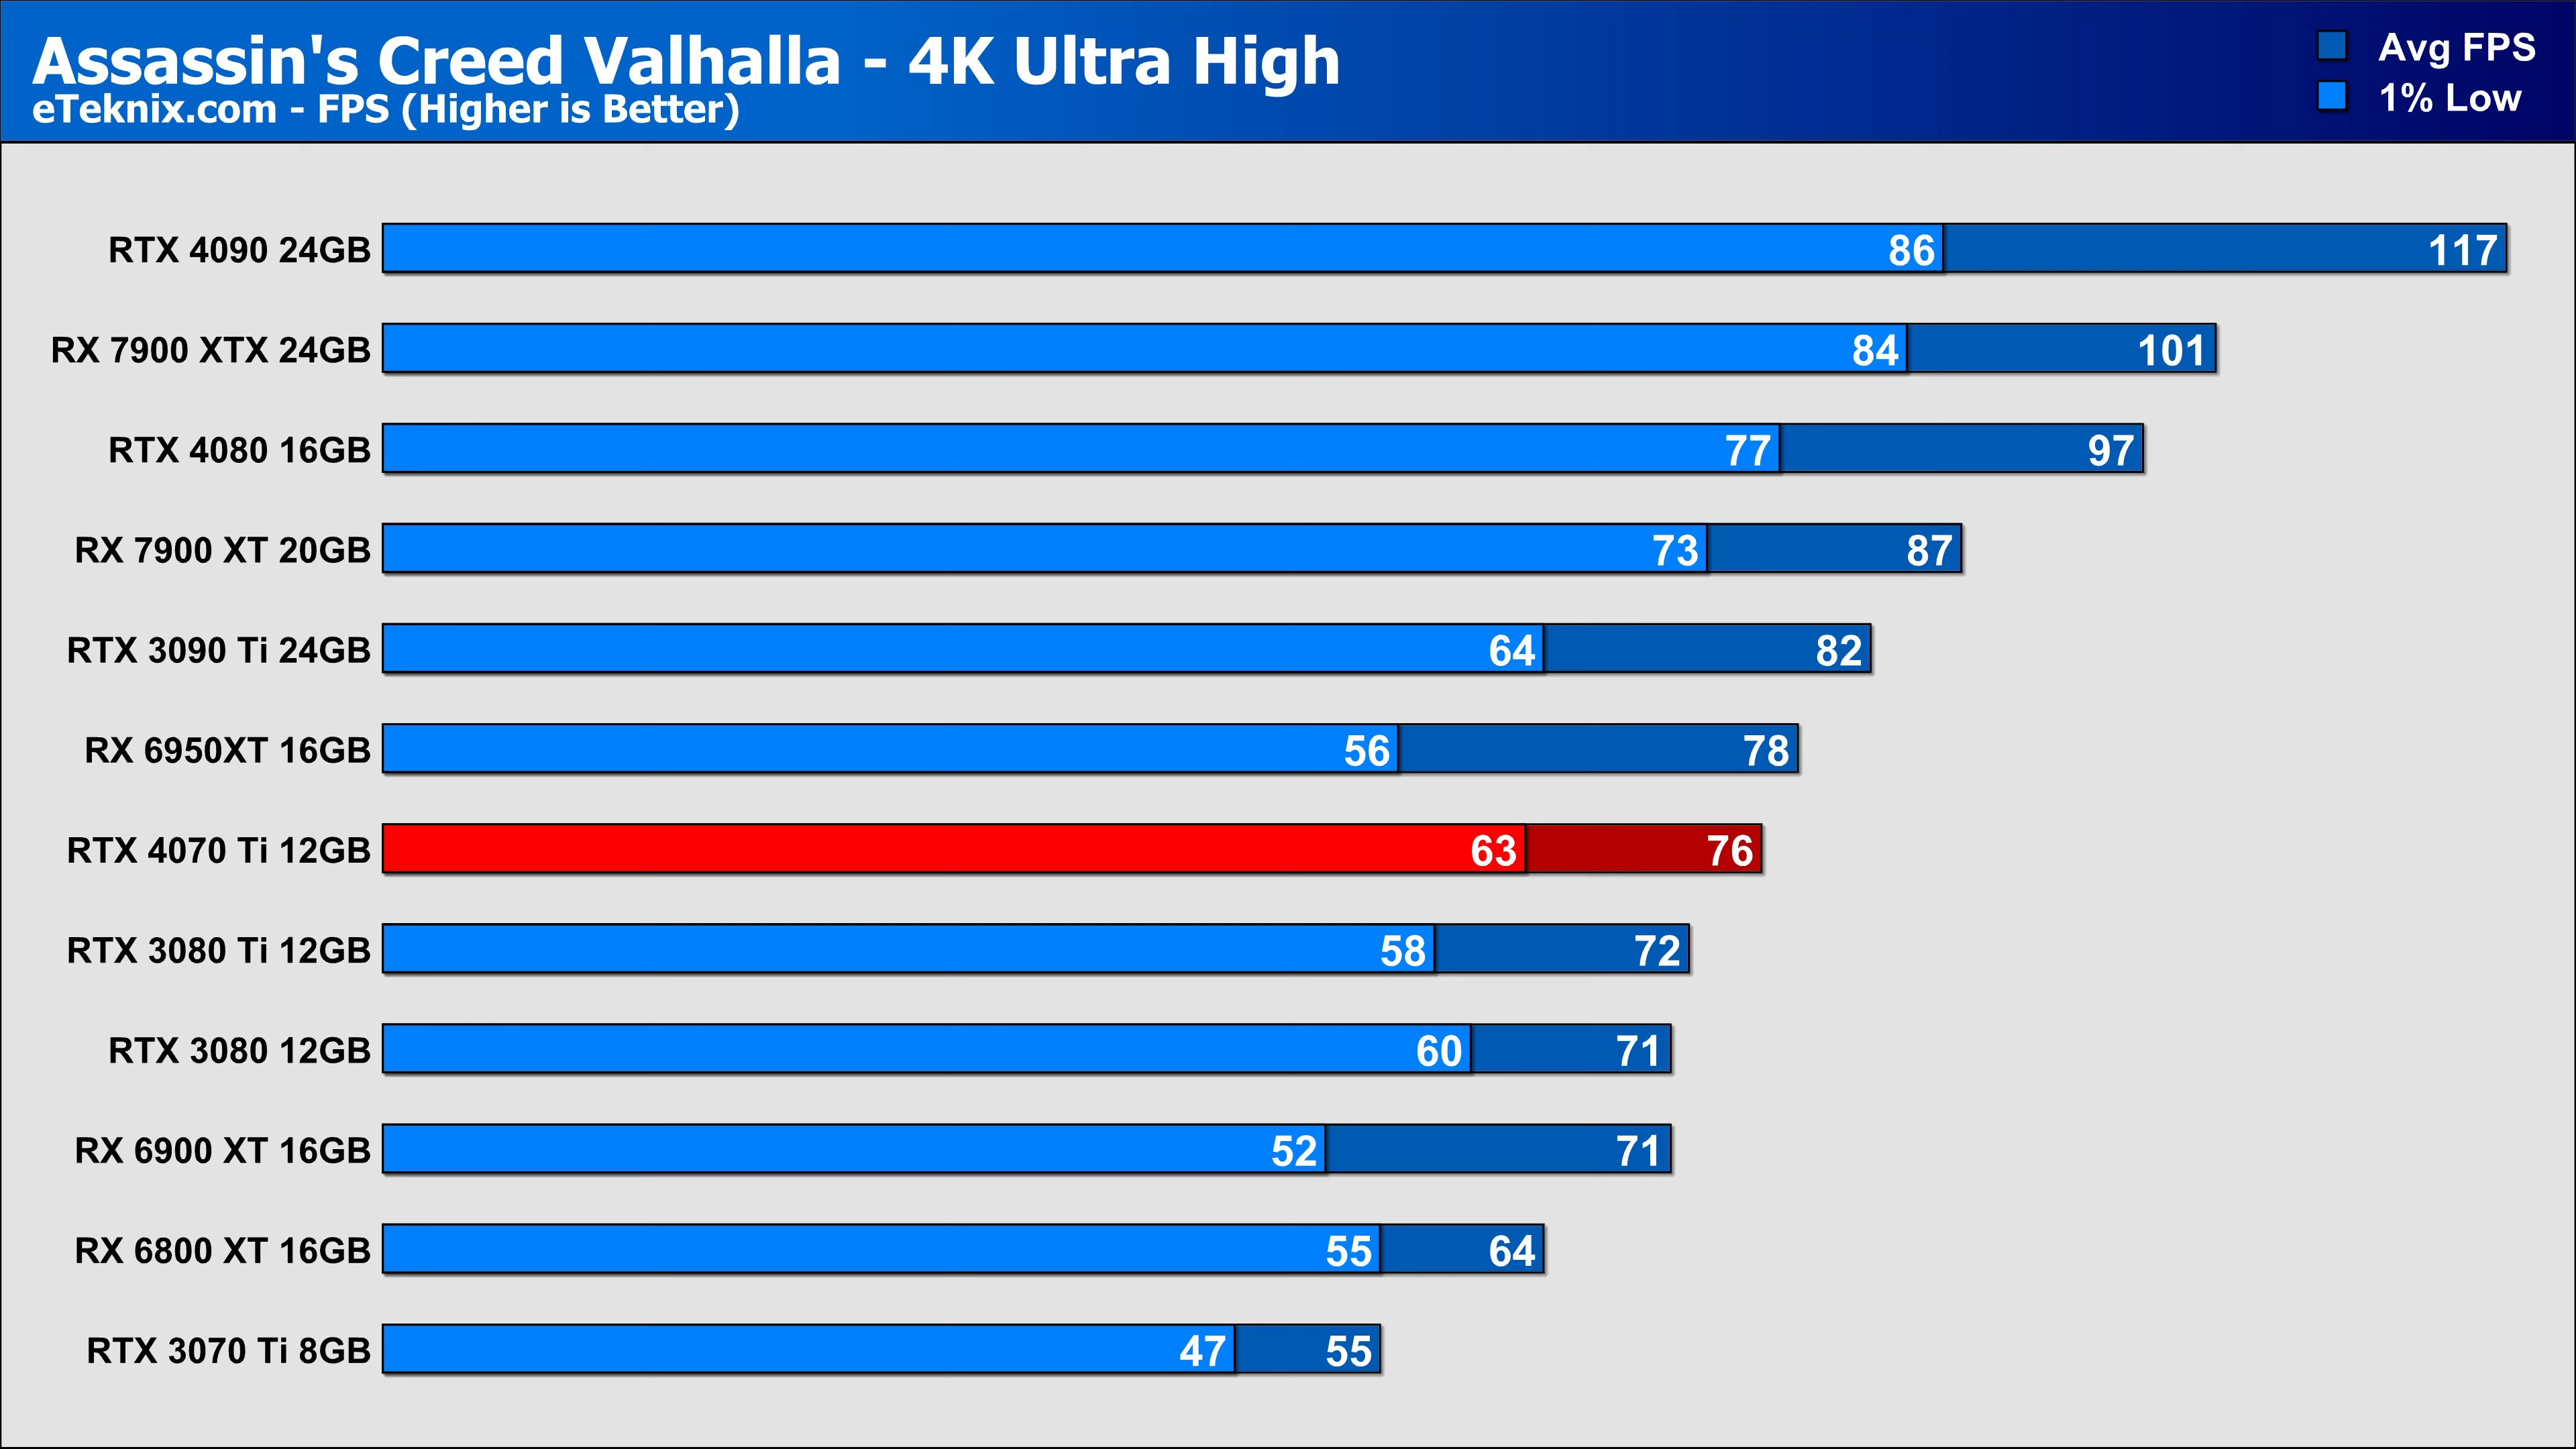 Assassin's Creed Valhalla - 4K Ultra High
eTeknix.com - FPS (Higher is Better)
Avg FPS
1% Low
RTX 4090 24GB 86 117
RX 7900 XTX 24GB 84 101
RTX 4080 16GB 77 97
RX 7900 XT 20GB 73 87
RTX 3090 Ti 24GB 64 82
RX 6950XT 16GB 56 78
RTX 4070 Ti 12GB 63 76
RTX 3080 Ti 12GB 58 72
RTX 3080 12GB 60 71
RX 6900 XT 16GB 52 71
RX 6800 XT 16GB 55 64
RTX 3070 Ti 8GB 47 55